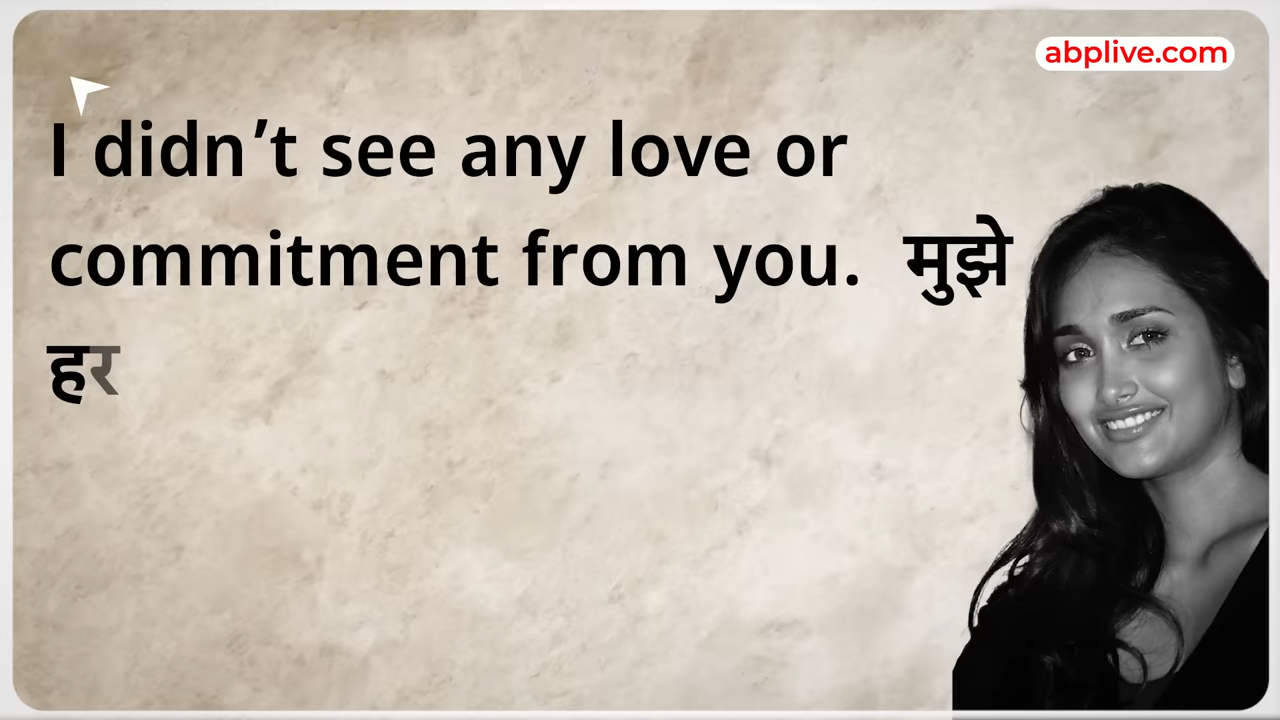 abplive.com
I didn’t see any love or
commitment from you. मुझे
हर